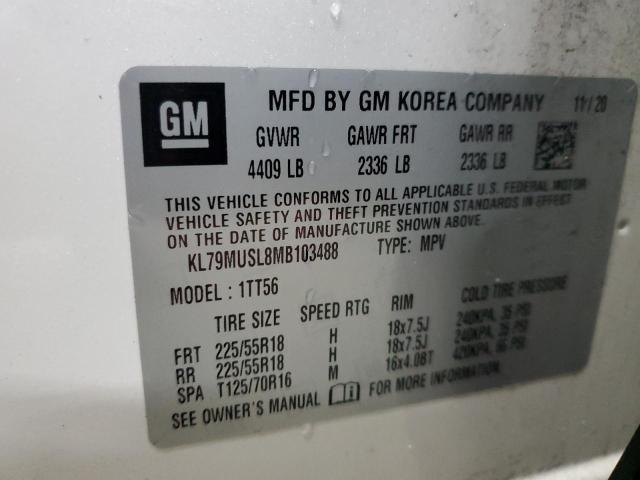 GM
MFD BY GM KOREA COMPANY 11/20
GVWR GAWR FRT GAWR RR
4409 LB 2336 LB 2336 LB
THIS VEHICLE CONFORMS TO ALL APPLICABLE U.S. FEDERAL MOTOR
VEHICLE SAFETY AND THEFT PREVENTION STANDARDS IN EFFECT
ON THE DATE OF MANUFACTURE SHOWN ABOVE.
KL79MUSL8MB103488 TYPE: MPV
MODEL: 1TT56
TIRE SIZE SPEED RTG RIM COLD TIRE PRESSURE
FRT 225/55R18 H 18x7.5J 240KPA, 35 PSI
RR 225/55R18 H 18x7.5J 240KPA, 35 PSI
SPA T125/70R16 M 16x4.0BT 420KPA, 60 PSI
SEE OWNER'S MANUAL FOR MORE INFORMATION.